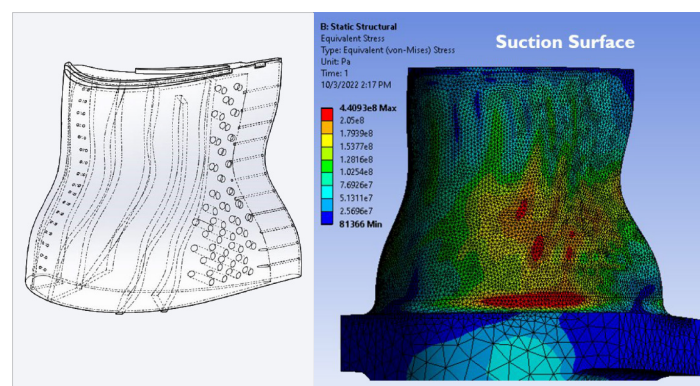 B: Static Structural
Equivalent Stress
Type: Equivalent (von-Mises) Stress
Unit: Pa
Time: 1
10/3/2022 2:17 PM
Suction Surface
4.4093e8 Max
2.05e8
1.7939e8
1.5377e8
1.2816e8
1.0254e8
7.6926e7
5.1311e7
2.5696e7
81366 Min